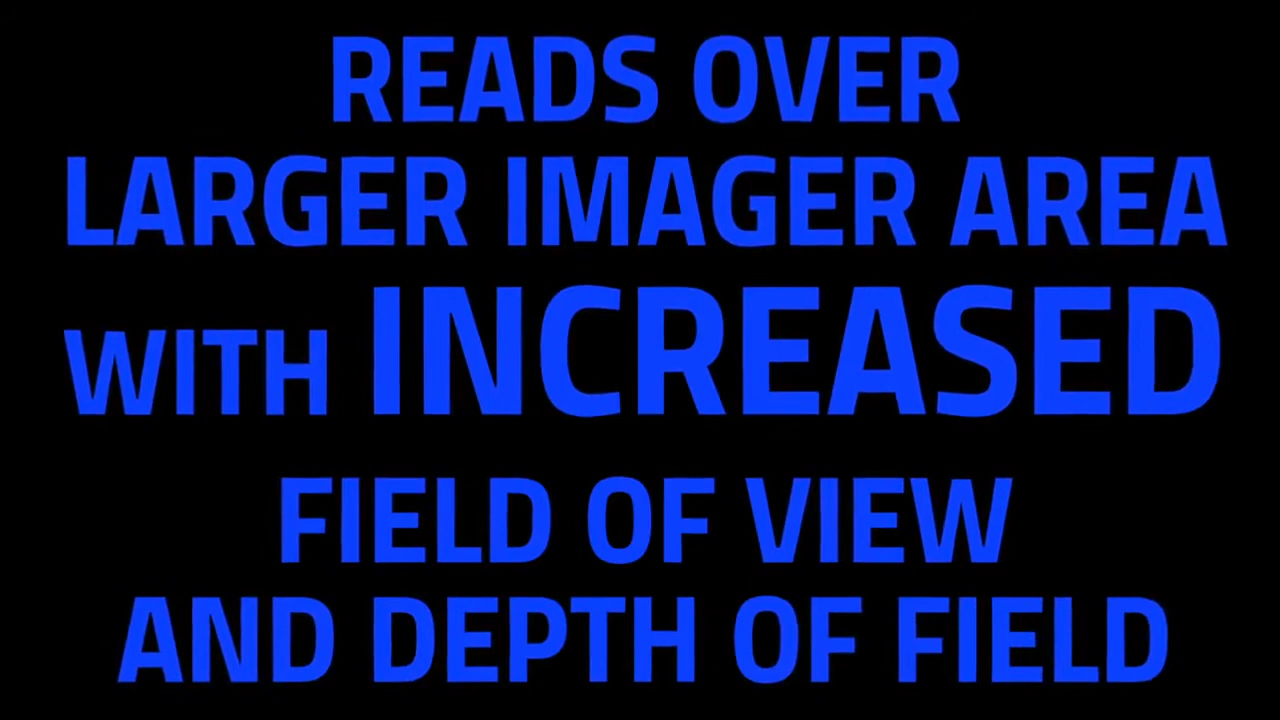 READS OVER
LARGER IMAGER AREA
WITH INCREASED
FIELD OF VIEW
AND DEPTH OF FIELD